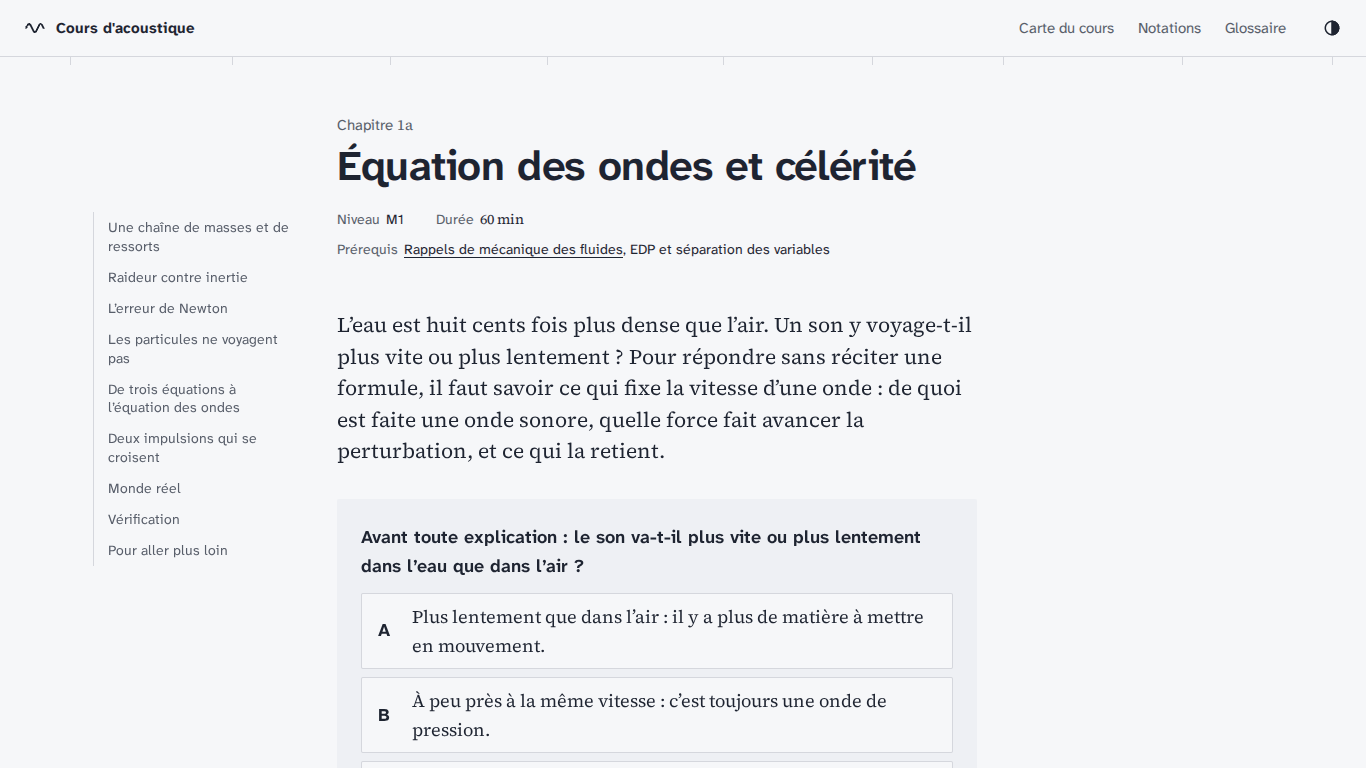 Cours d'acoustique
Carte du cours
Notations
Glossaire
Chapitre 1a
Équation des ondes et célérité
Niveau M1
Durée 60 min
Prérequis Rappels de mécanique des fluides, EDP et séparation des variables
Une chaîne de masses et de
ressorts
Raideur contre inertie
L’erreur de Newton
Les particules ne voyagent
pas
De trois équations à
l’équation des ondes
Deux impulsions qui se
croisent
Monde réel
Vérification
Pour aller plus loin
L’eau est huit cents fois plus dense que l’air. Un son y voyage-t-il
plus vite ou plus lentement ? Pour répondre sans réciter une
formule, il faut savoir ce qui fixe la vitesse d’une onde : de quoi
est faite une onde sonore, quelle force fait avancer la
perturbation, et ce qui la retient.
Avant toute explication : le son va-t-il plus vite ou plus lentement
dans l’eau que dans l’air ?
A
Plus lentement que dans l’air : il y a plus de matière à mettre
en mouvement.
B
À peu près à la même vitesse : c’est toujours une onde de
pression.